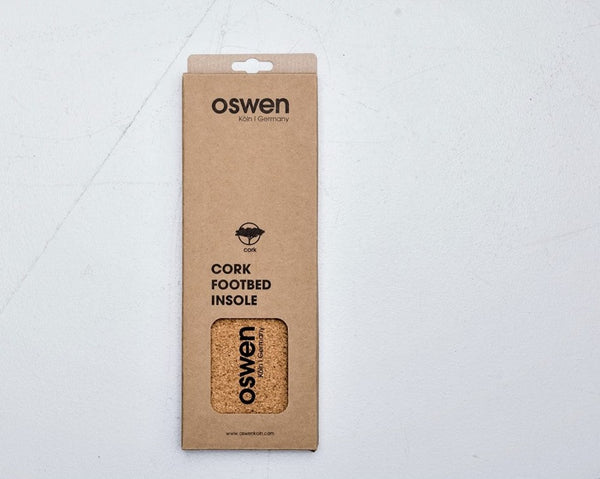 oswen
Köln | Germany
cork
CORK
FOOTBED
INSOLE
oswen
Köln | Germany
www.oswenkoln.com